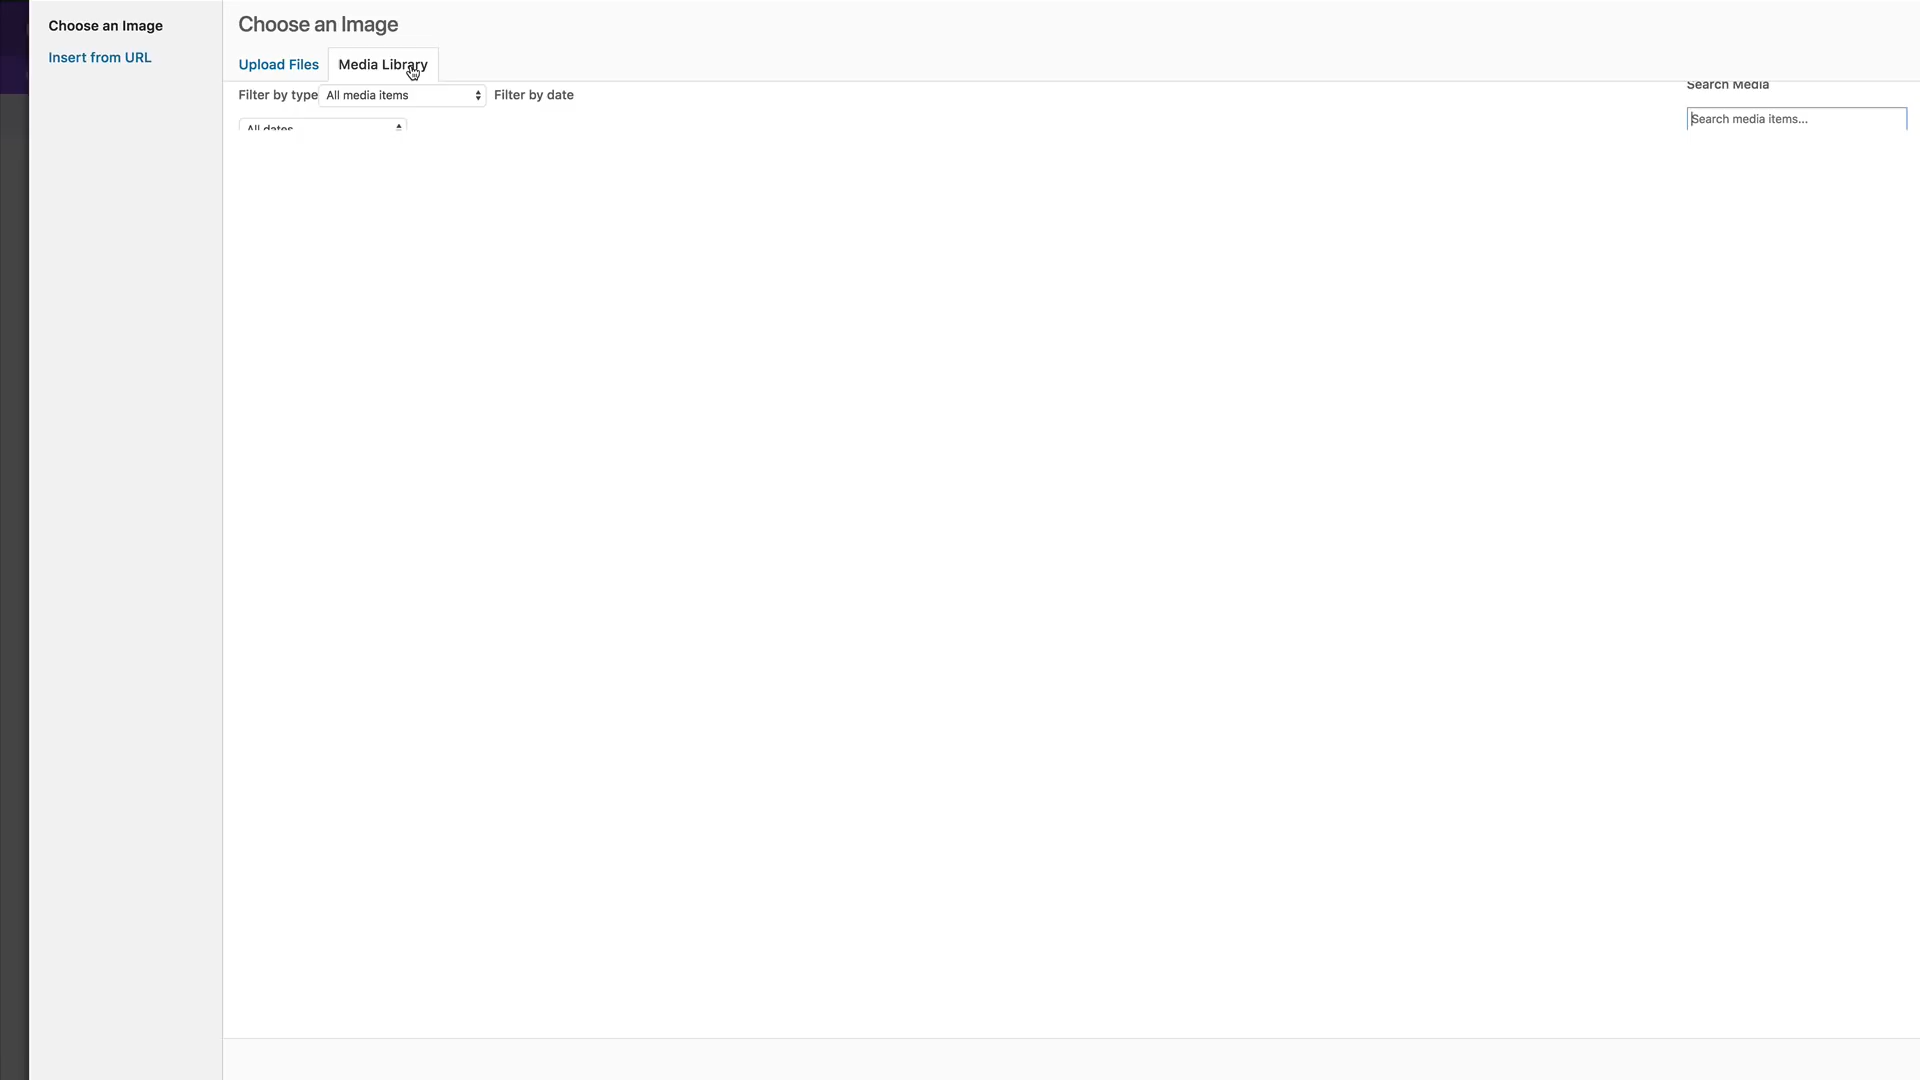 Choose an Image
Insert from URL
Choose an Image
Upload Files
Media Library
Filter by type
All media items
Filter by date
All dates
Search Media
Search media items...